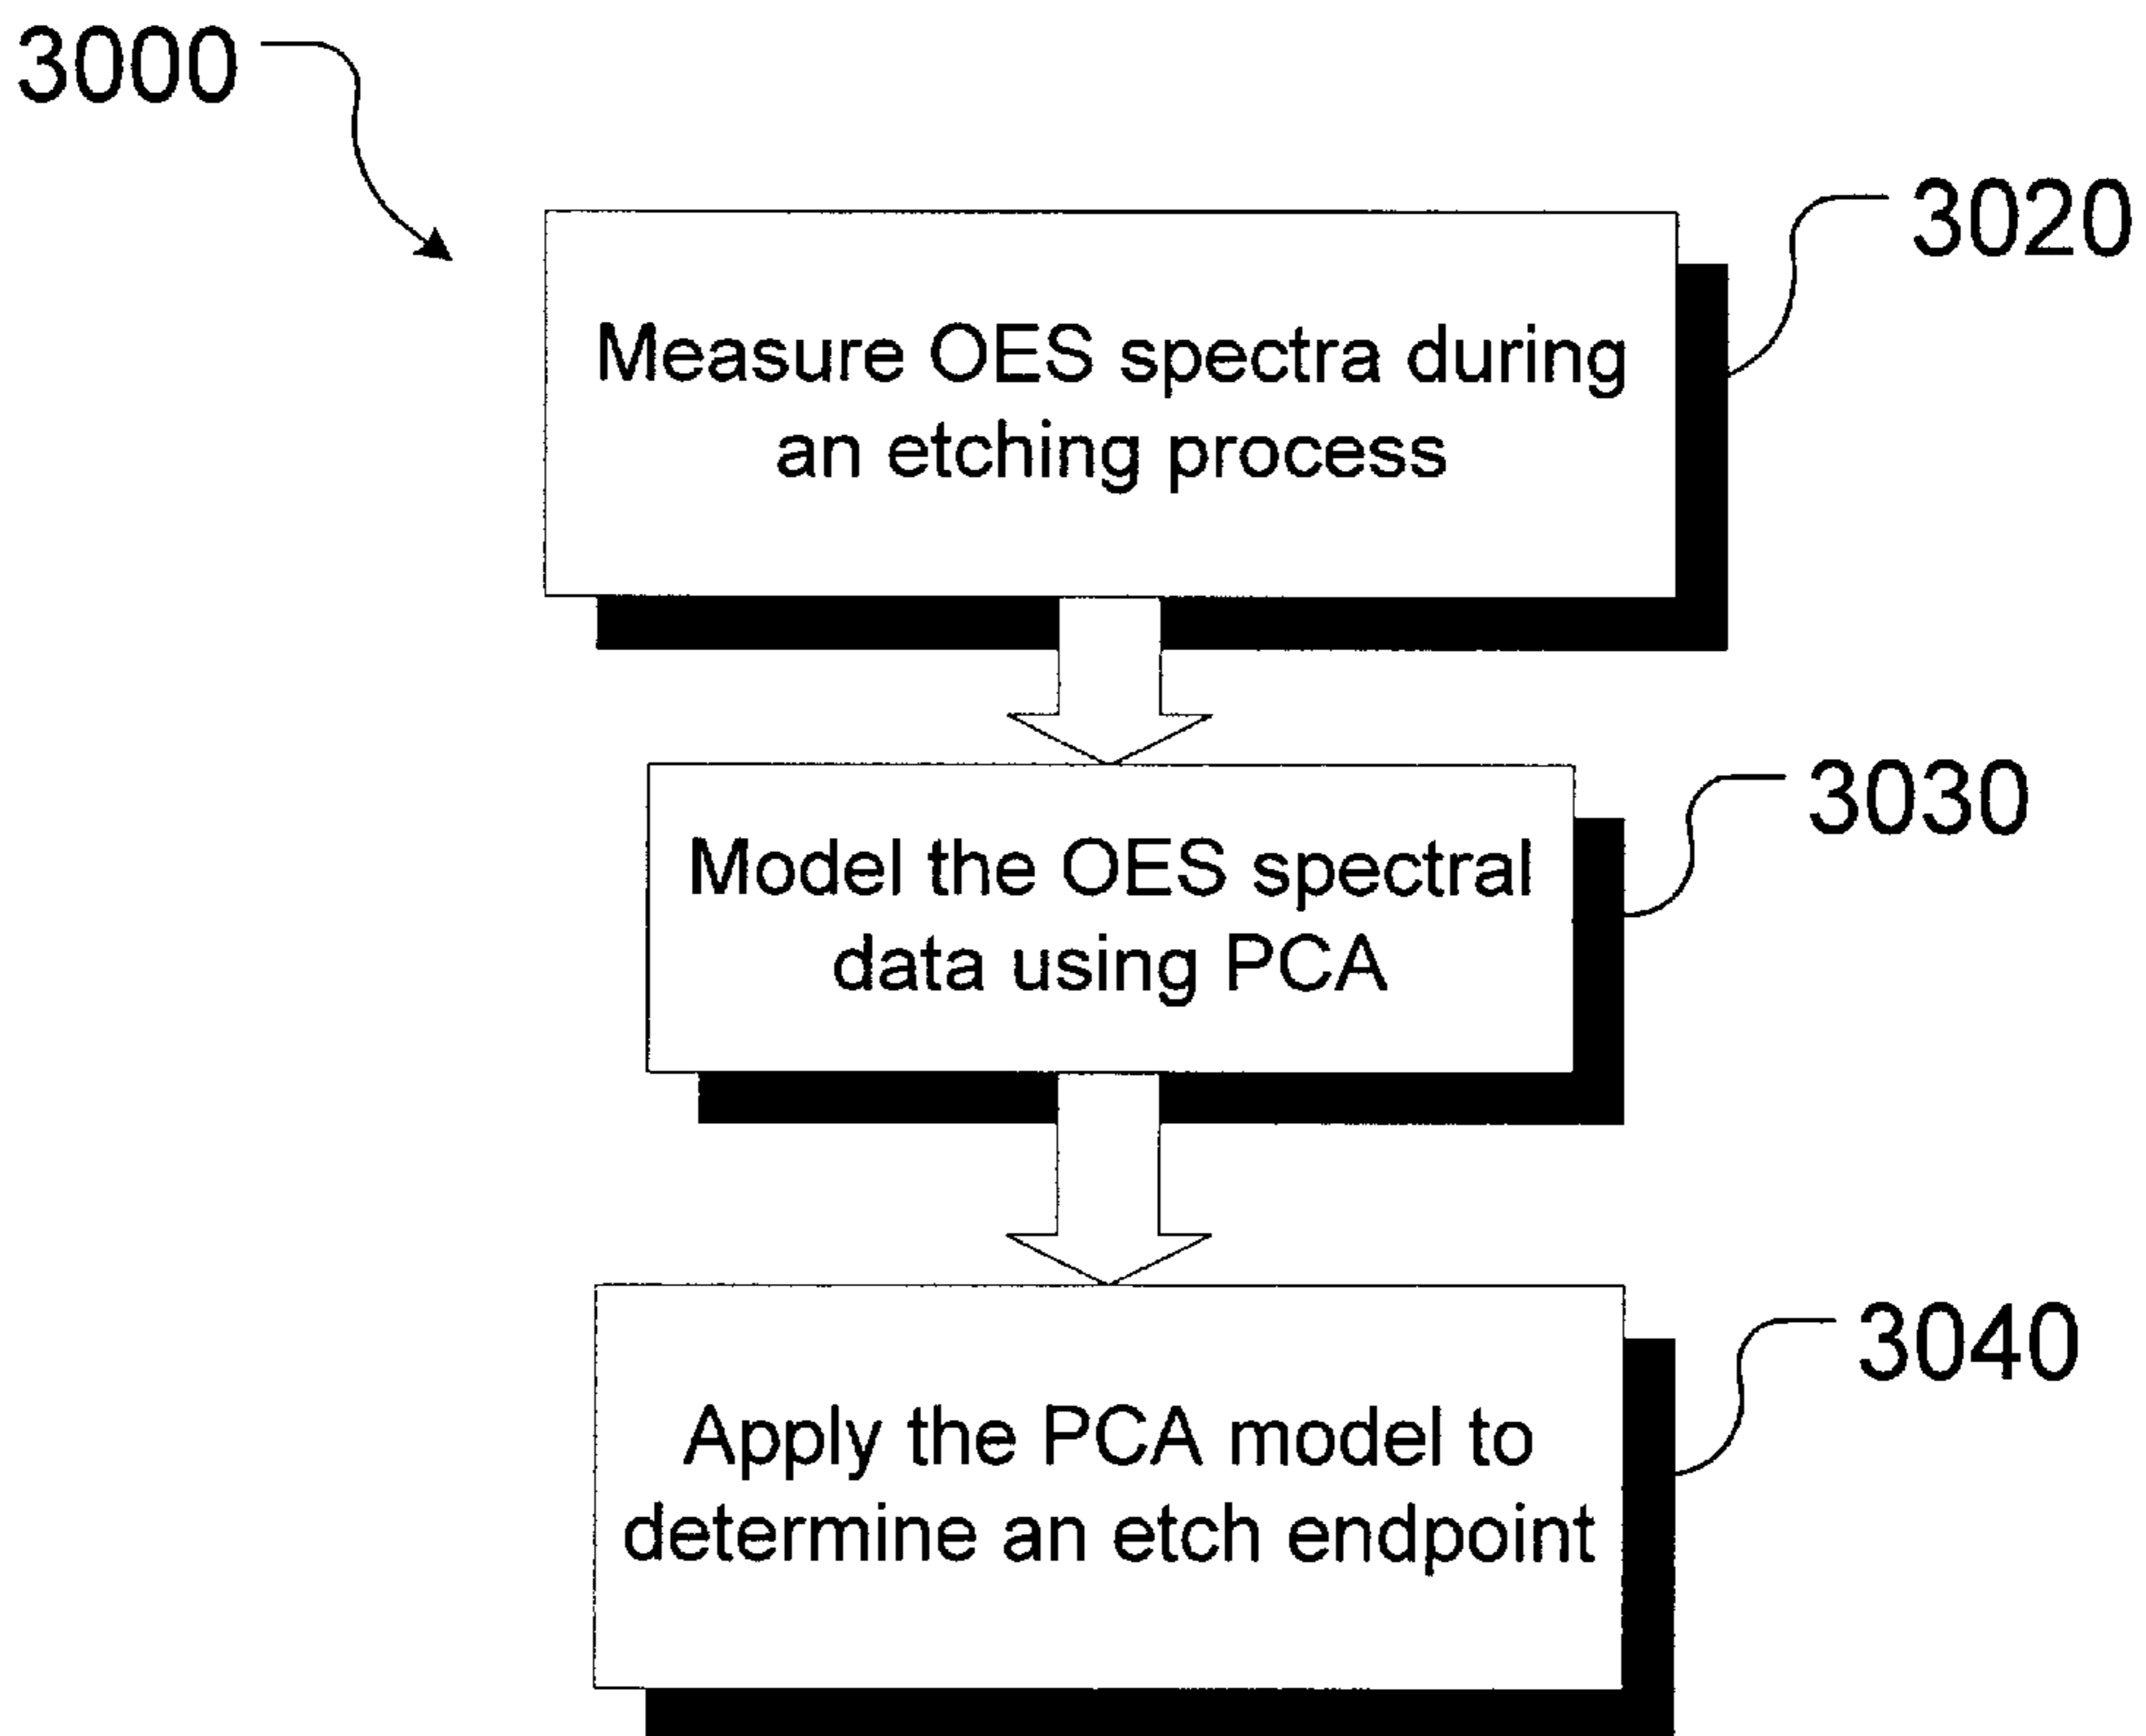 3000
3020
Measure OES spectra during
an etching process
3030
Model the OES spectral
data using PCA
3040
Apply the PCA model to
determine an etch endpoint